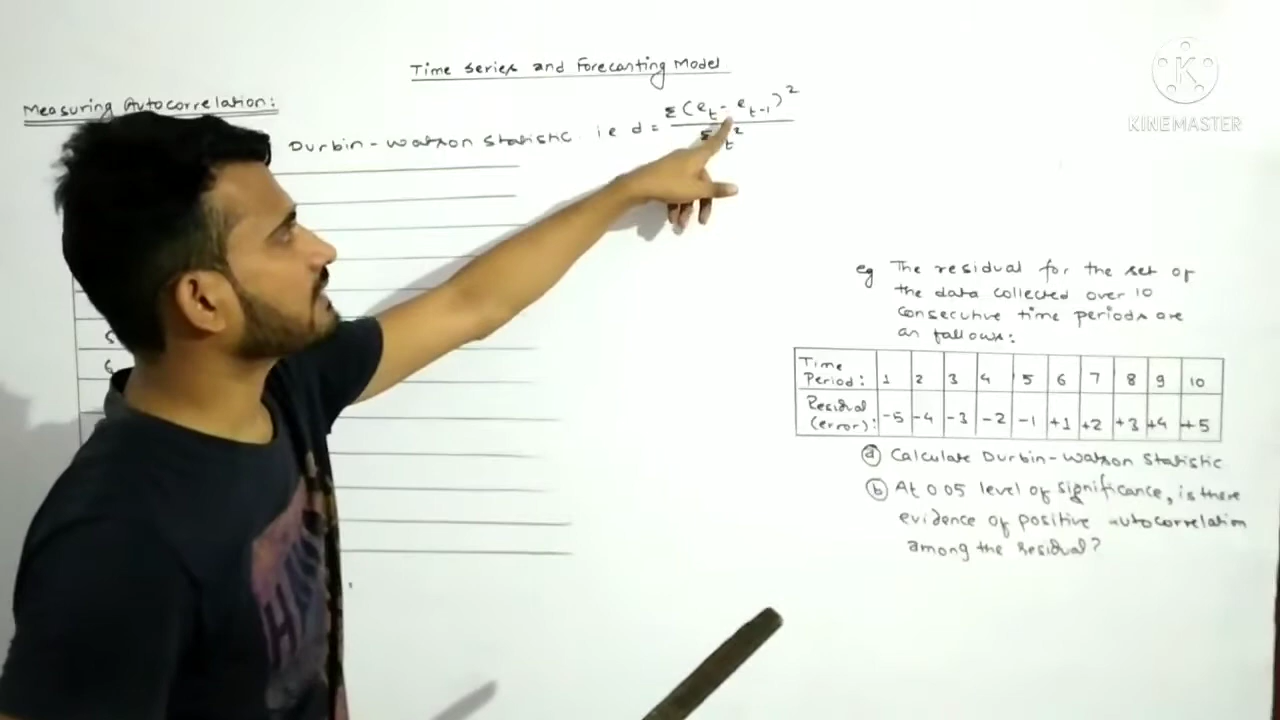 Time Series and Forecasting Model
Measuring Autocorrelation:
Durbin-Watson Statistic. i.e d = Σ(e_t - e_{t-1})²
eg The residual for the set of
the data collected over 10
consecutive time periods are
as follows:
Time Period: 1 2 3 4 5 6 7 8 9 10
Residual (error): -5 -4 -3 -2 -1 +1 +2 +3 +4 +5
(a) Calculate Durbin-Watson Statistic
(b) At 0.05 level of significance, is there
evidence of positive autocorrelation
among the residual?
5
6
K
KINEMASTER